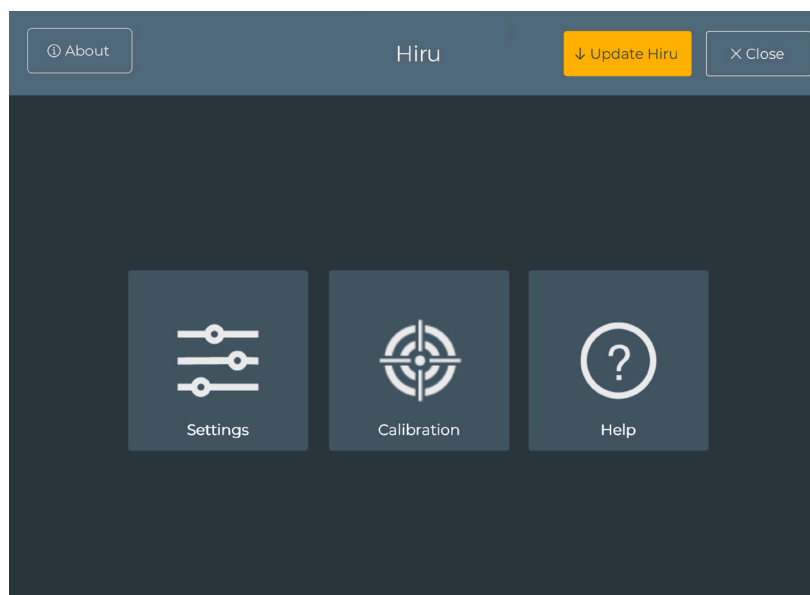 About
Hiru
↓ Update Hiru
× Close
Settings
Calibration
?
Help